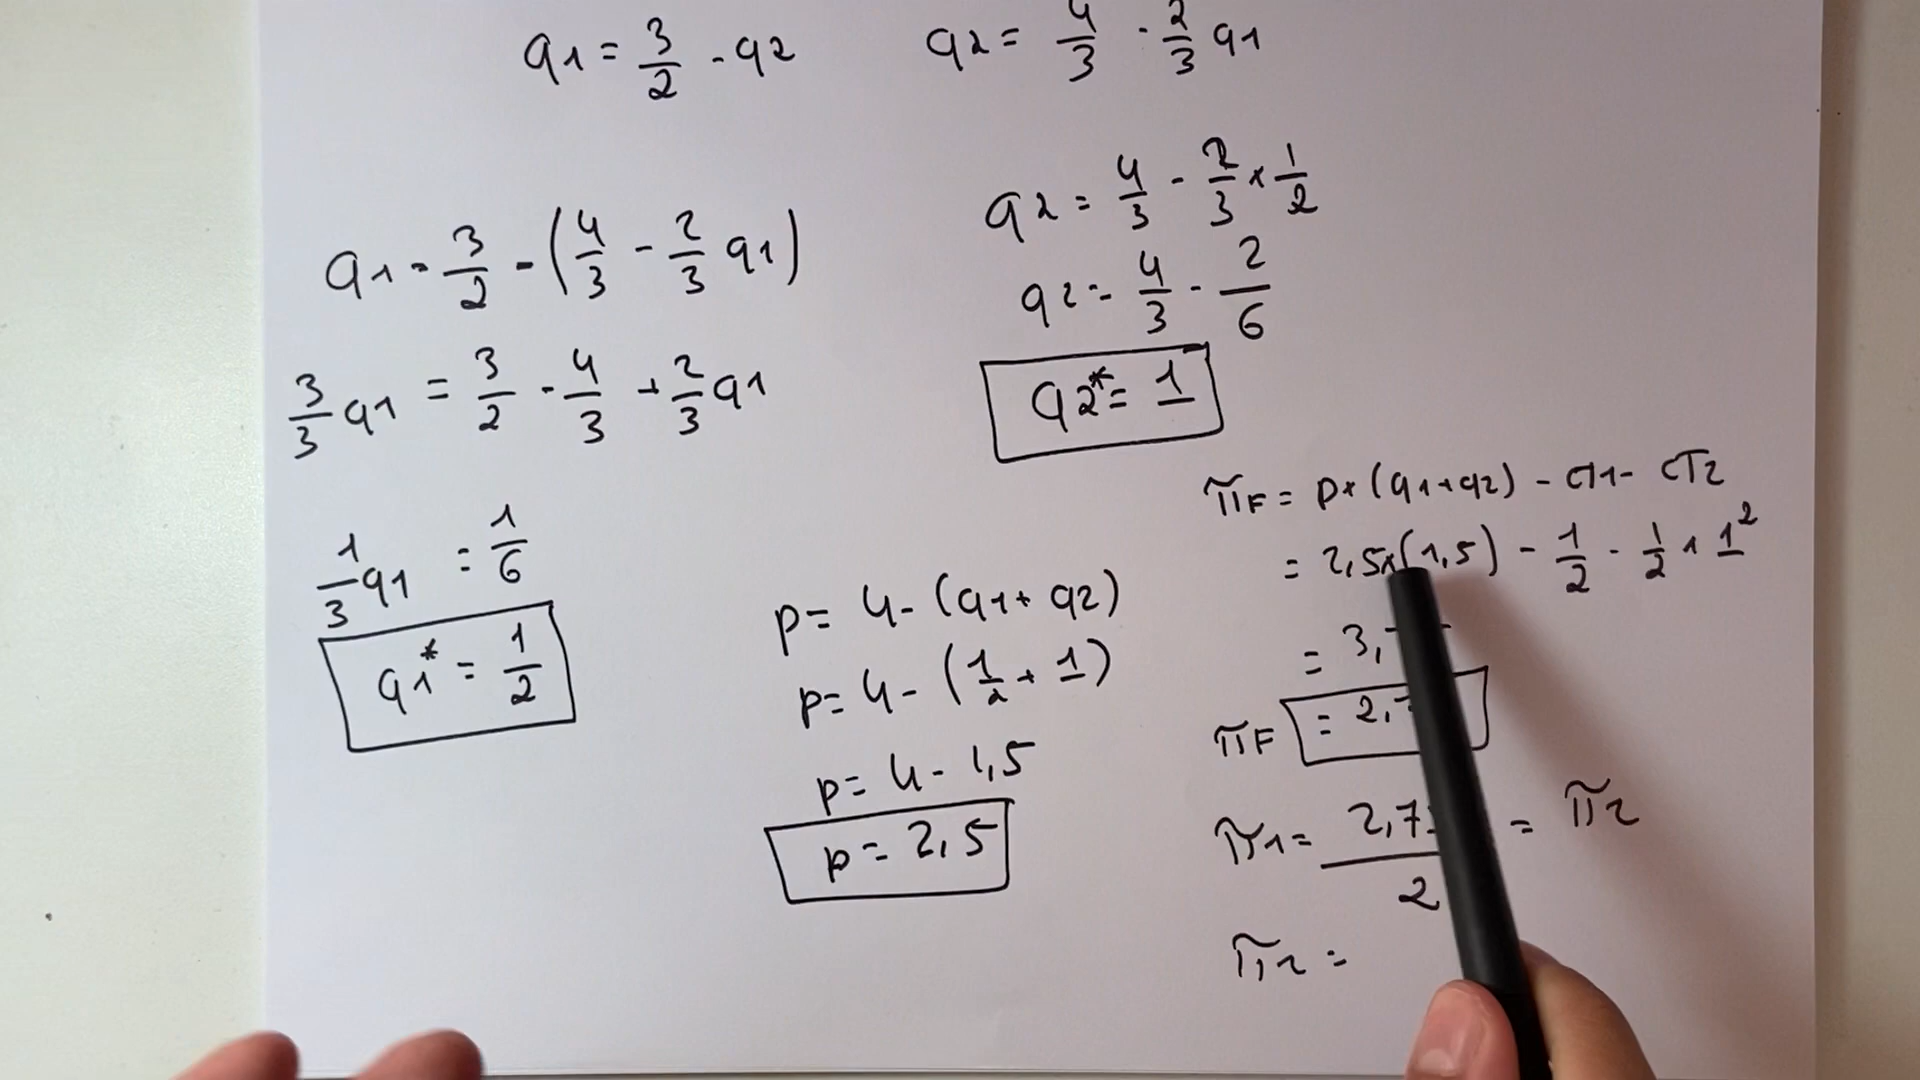 q1 = 3/2 - q2
q2 = 4/3 - 2/3 q1
q1 = 3/2 - (4/3 - 2/3 q1)
3/3 q1 = 3/2 - 4/3 + 2/3 q1
1/3 q1 = 1/6
q1* = 1/2
q2 = 4/3 - 2/3 x 1/2
q2 = 4/3 - 2/6
q2* = 1
p = 4 - (q1 + q2)
p = 4 - (1/2 + 1)
p = 4 - 1,5
p = 2,5
πF = p x (q1 + q2) - CT1 - CT2
= 2,5 x (1,5) - 1/2 - 1/2 x 1²
= 3,
πF = 2,
π1 = 2,7 / 2 = π2
π2 =